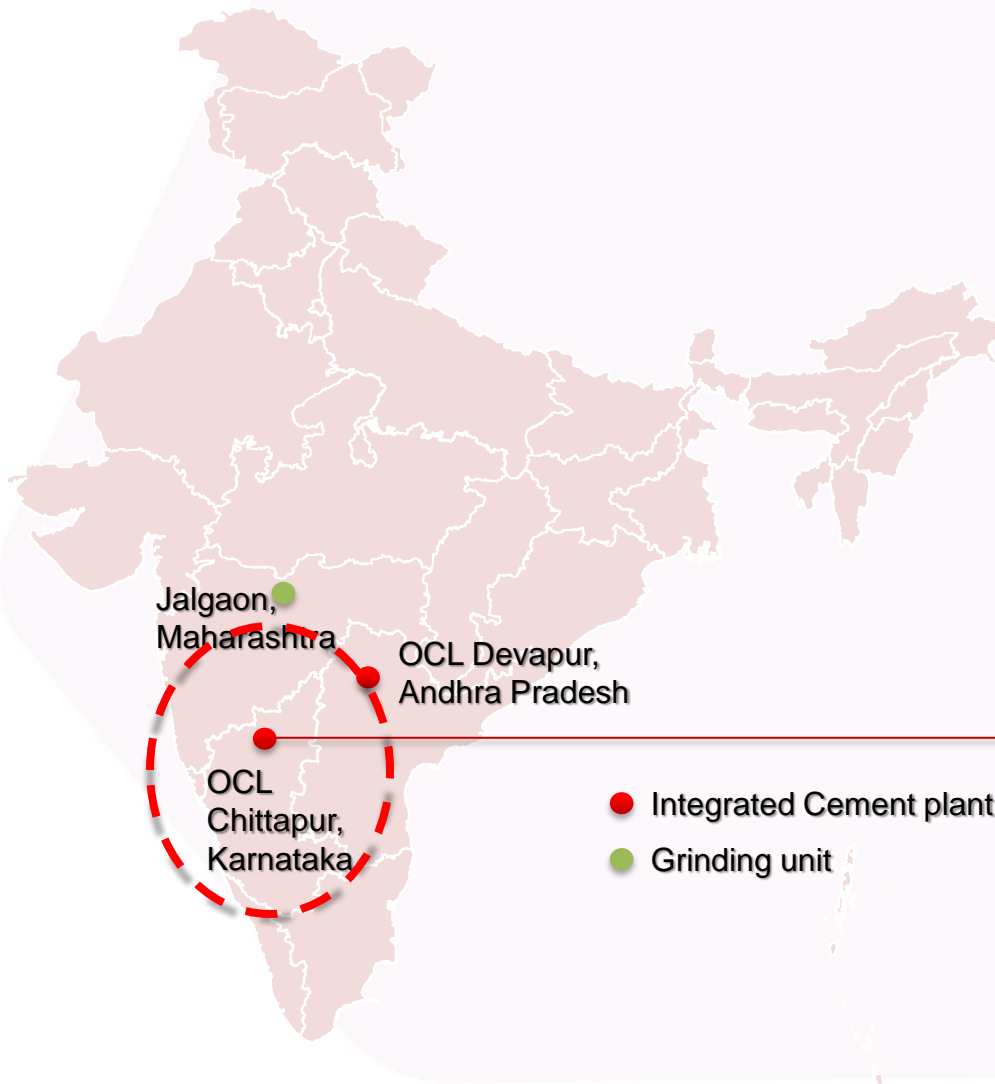 Jalgaon,
Maharashtra
OCL Devapur,
Andhra Pradesh
OCL
Chittapur,
Karnataka
Integrated Cement plant
Grinding unit